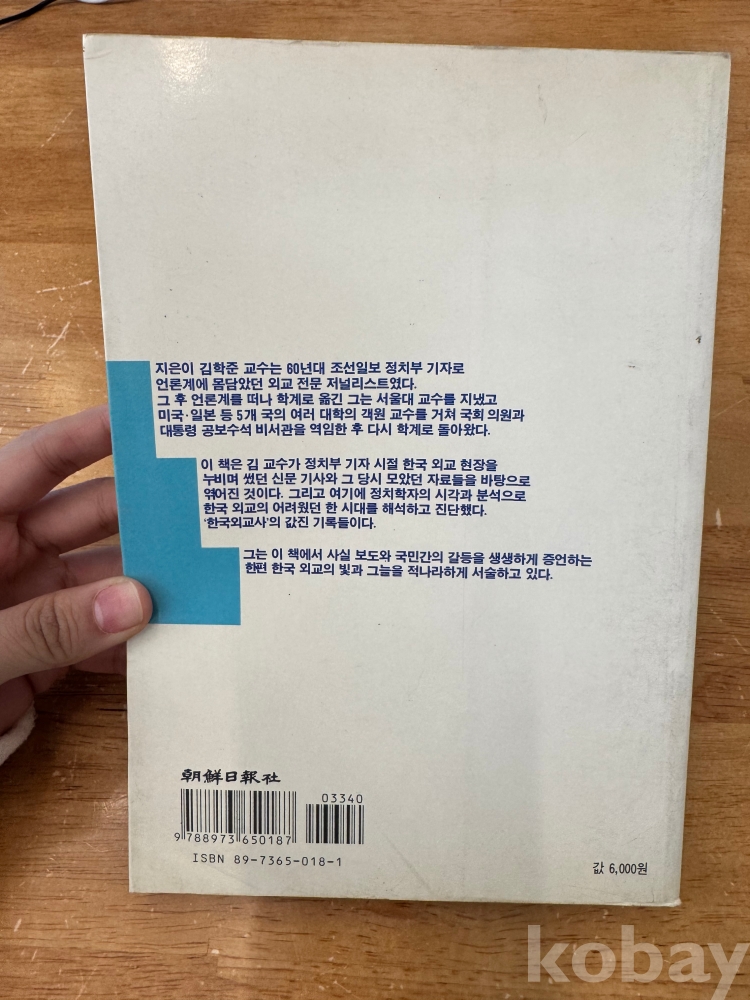 지은이 김학준 교수는 60년대 조선일보 정치부 기자로
언론계에 몸담았던 외교 전문 저널리스트였다.
그 후 언론계를 떠나 학계로 옮긴 그는 서울대 교수를 지냈고
미국·일본 등 5개 국의 여러 대학의 객원 교수를 거쳐 국회 의원과
대통령 공보수석 비서관을 역임한 후 다시 학계로 돌아왔다.
이 책은 김 교수가 정치부 기자 시절 한국 외교 현장을
누비며 썼던 신문 기사와 그 당시 모았던 자료들을 바탕으로
엮어진 것이다. 그리고 여기에 정치학자의 시각과 분석으로
한국 외교의 어려웠던 한 시대를 해석하고 진단했다.
'한국외교사'의 값진 기록들이다.
그는 이 책에서 사실 보도와 국민간의 갈등을 생생하게 증언하는
한편 한국 외교의 빛과 그늘을 적나라하게 서술하고 있다.
朝鮮日報社
03340
9 788973 650187
ISBN 89-7365-018-1
값 6,000원
kobay